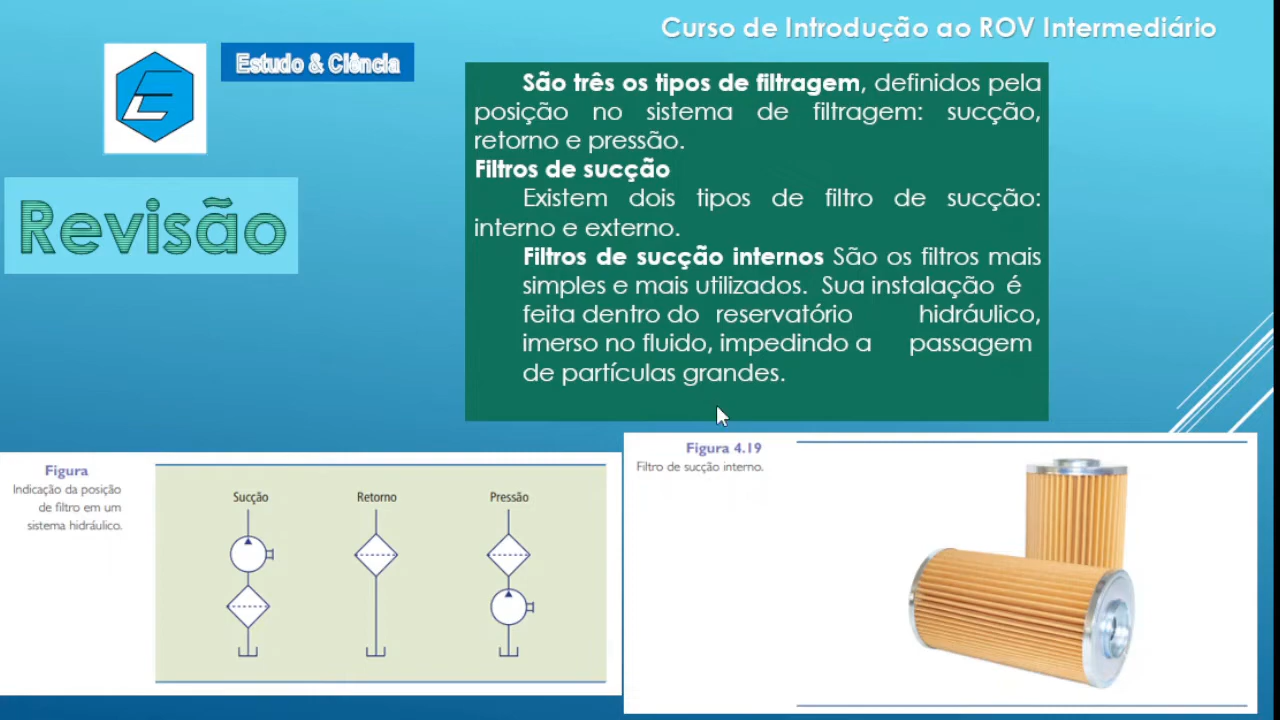 Curso de Introdução ao ROV Intermediário
Estudo & Ciência
Revisão
São três os tipos de filtragem, definidos pela
posição no sistema de filtragem: sucção,
retorno e pressão.
Filtros de sucção
Existem dois tipos de filtro de sucção:
interno e externo.
Filtros de sucção internos São os filtros mais
simples e mais utilizados. Sua instalação é
feita dentro do reservatório hidráulico,
imerso no fluido, impedindo a passagem
de partículas grandes.
Figura
Indicação da posição
de filtro em um
sistema hidráulico.
Sucção Retorno Pressão
Figura 4.19
Filtro de sucção interno.